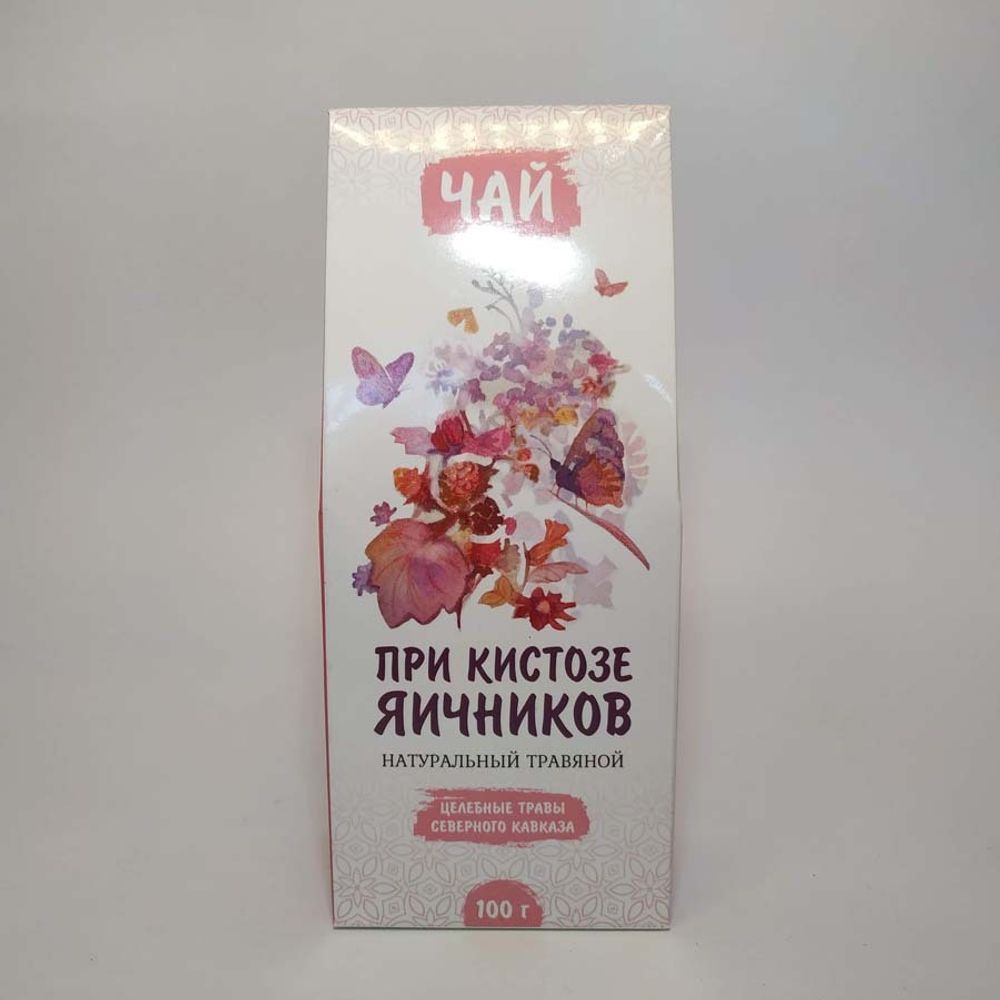 ЧАЙ
ПРИ КИСТОЗЕ
ЯИЧНИКОВ
НАТУРАЛЬНЫЙ ТРАВЯНОЙ
ЦЕЛЕБНЫЕ ТРАВЫ
СЕВЕРНОГО КАВКАЗА
100 г